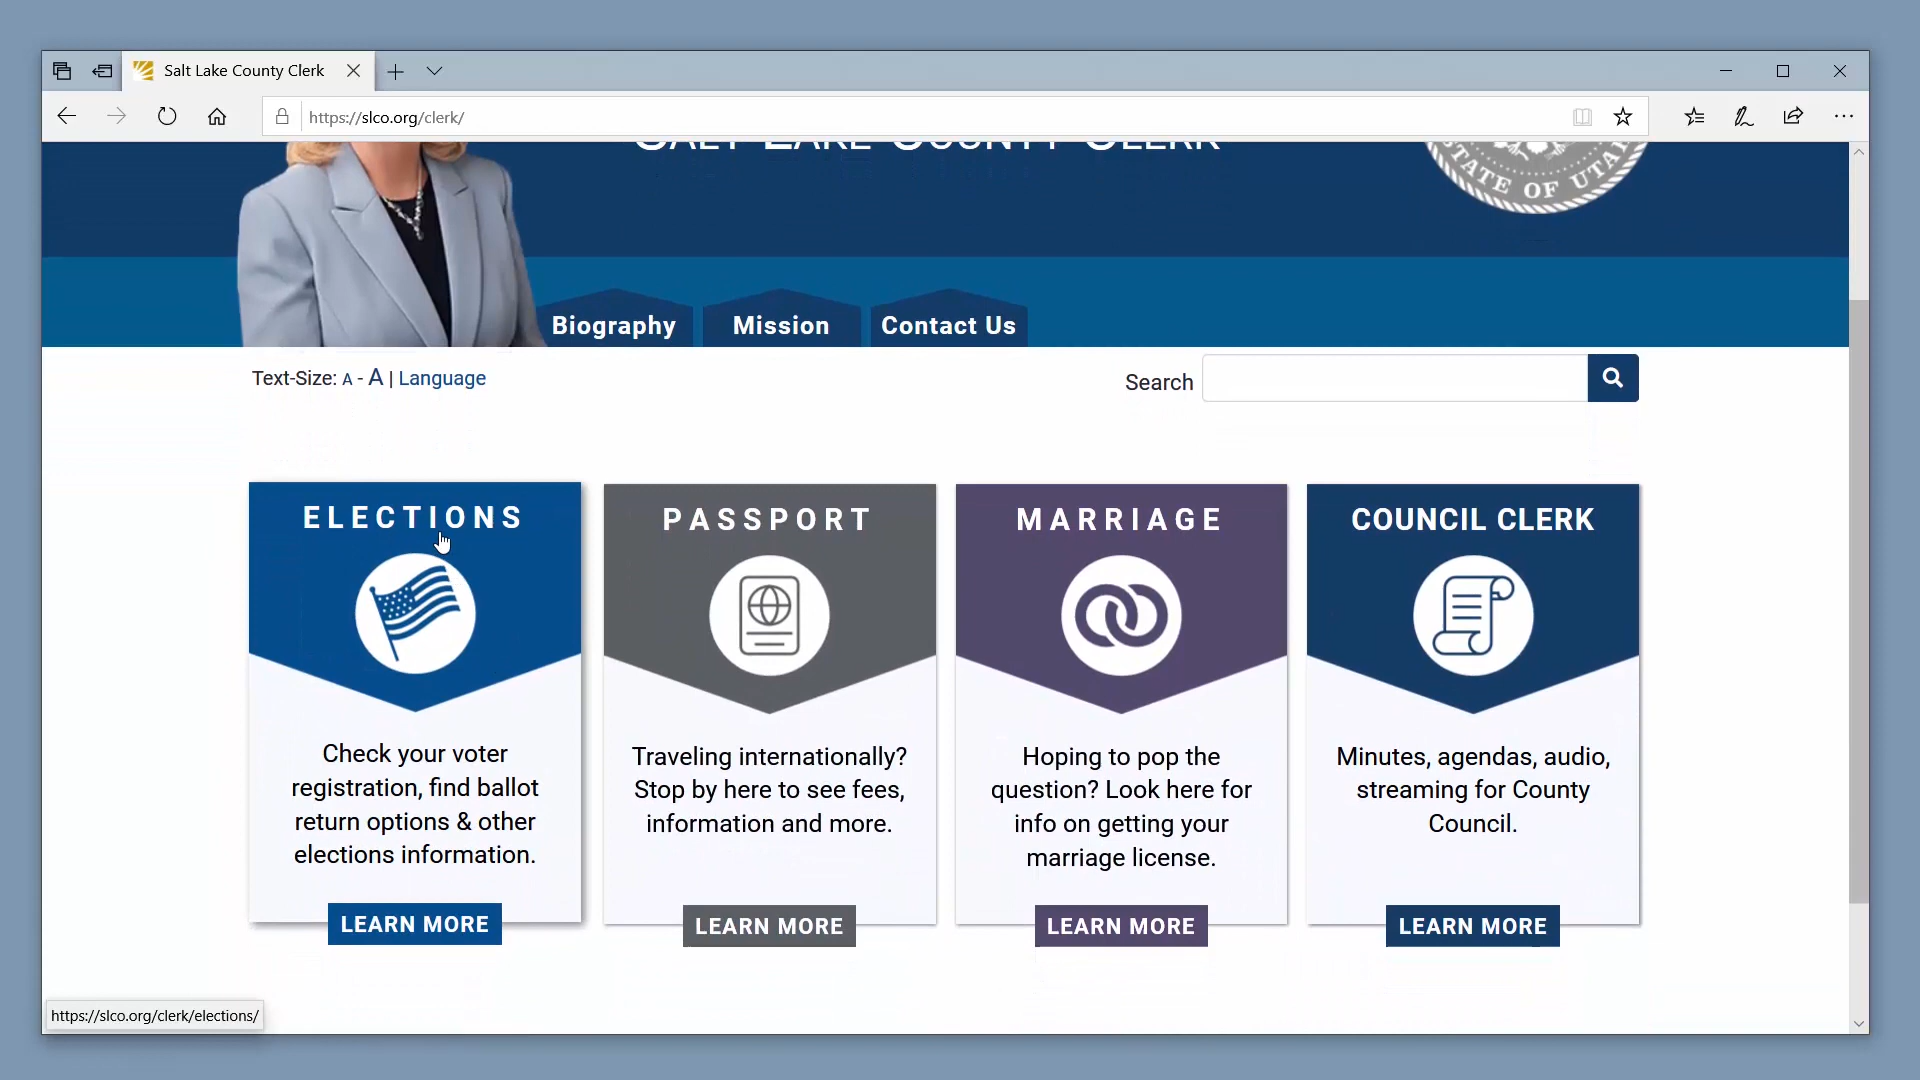 Salt Lake County Clerk
https://slco.org/clerk/
SALT LAKE COUNTY CLERK
STATE OF UTAH
Biography
Mission
Contact Us
Text-Size: A - A | Language
Search
ELECTIONS
Check your voter
registration, find ballot
return options & other
elections information.
LEARN MORE
PASSPORT
Traveling internationally?
Stop by here to see fees,
information and more.
LEARN MORE
MARRIAGE
Hoping to pop the
question? Look here for
info on getting your
marriage license.
LEARN MORE
COUNCIL CLERK
Minutes, agendas, audio,
streaming for County
Council.
LEARN MORE
https://slco.org/clerk/elections/